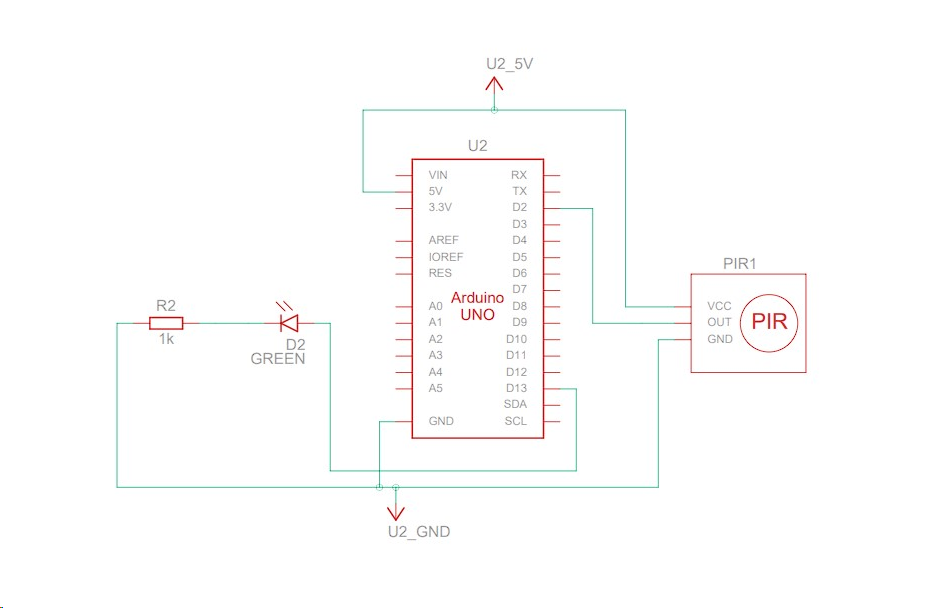 U2_5V
U2
VIN
RX
5V
TX
3.3V
D2
D3
AREF
D4
IOREF
D5
RES
D6
D7
A0
Arduino
UNO
D8
A1
D9
A2
D10
A3
D11
A4
D12
A5
D13
SDA
GND
SCL
PIR1
VCC
OUT
GND
PIR
R2
1k
D2
GREEN
U2_GND